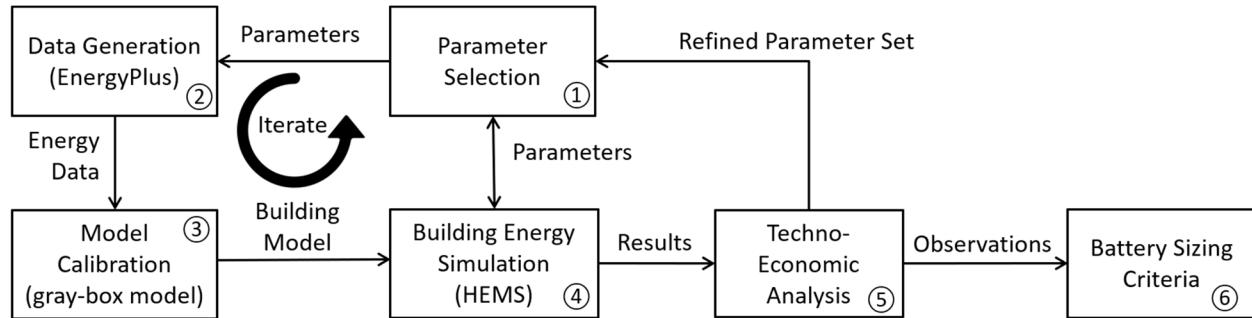 Data Generation
(EnergyPlus)
②
Parameters
Parameter
Selection
①
Refined Parameter Set
Iterate
Energy
Data
Parameters
Building
Model
Model
Calibration
(gray-box model)
③
Building Energy
Simulation
(HEMS)
④
Results
Techno-
Economic
Analysis
⑤
Observations
Battery Sizing
Criteria
⑥